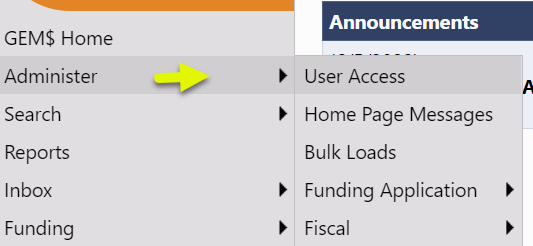 Announcements
GEM$ Home
Administer
User Access
Search
Home Page Messages
Reports
Bulk Loads
Inbox
Funding Application
Funding
Fiscal